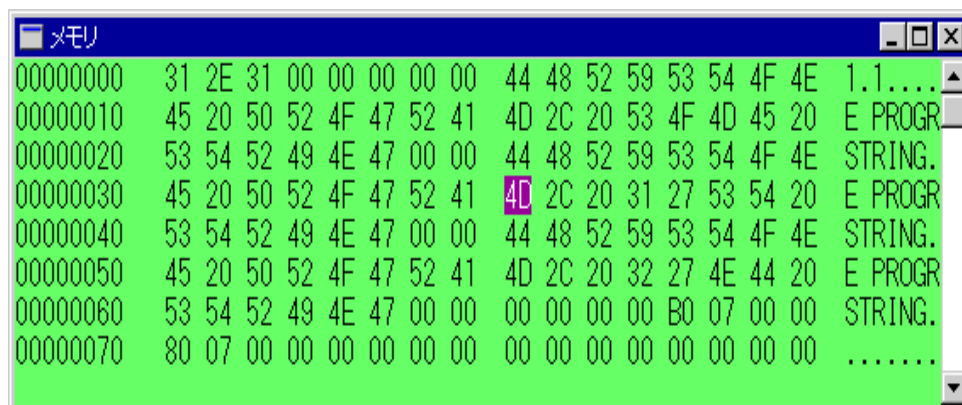 メモリ
00000000 31 2E 31 00 00 00 00 00 44 48 52 59 53 54 4F 4E 1.1....
00000010 45 20 50 52 4F 47 52 41 4D 2C 20 53 4F 4D 45 20 E PROGR
00000020 53 54 52 49 4E 47 00 00 44 48 52 59 53 54 4F 4E STRING.
00000030 45 20 50 52 4F 47 52 41 4D 2C 20 31 27 53 54 20 E PROGR
00000040 53 54 52 49 4E 47 00 00 44 48 52 59 53 54 4F 4E STRING.
00000050 45 20 50 52 4F 47 52 41 4D 2C 20 32 27 4E 44 20 E PROGR
00000060 53 54 52 49 4E 47 00 00 00 00 00 00 B0 07 00 00 STRING.
00000070 80 07 00 00 00 00 00 00 00 00 00 00 00 00 00 00 .......